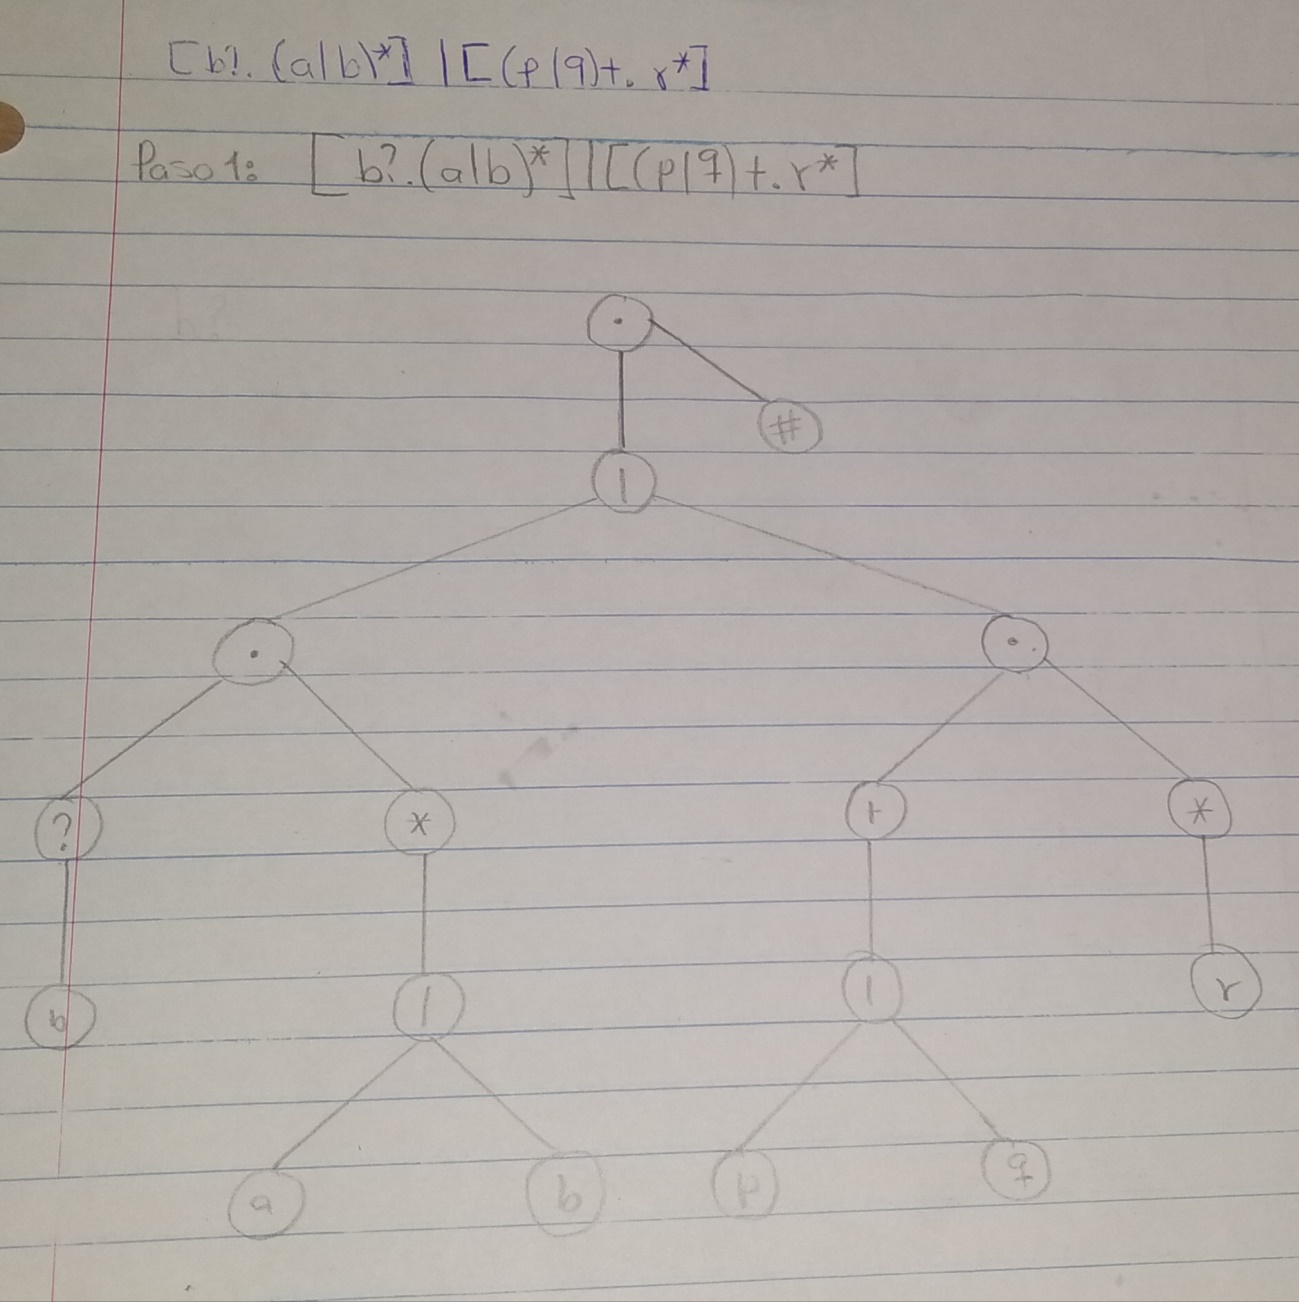 [b?.(a|b)*] | [(p|q)+.r*]
Paso 1: [b?.(a|b)*]|[(p|q)+.r*]
.
#
|
. .
? * + *
b | | r
a b p q